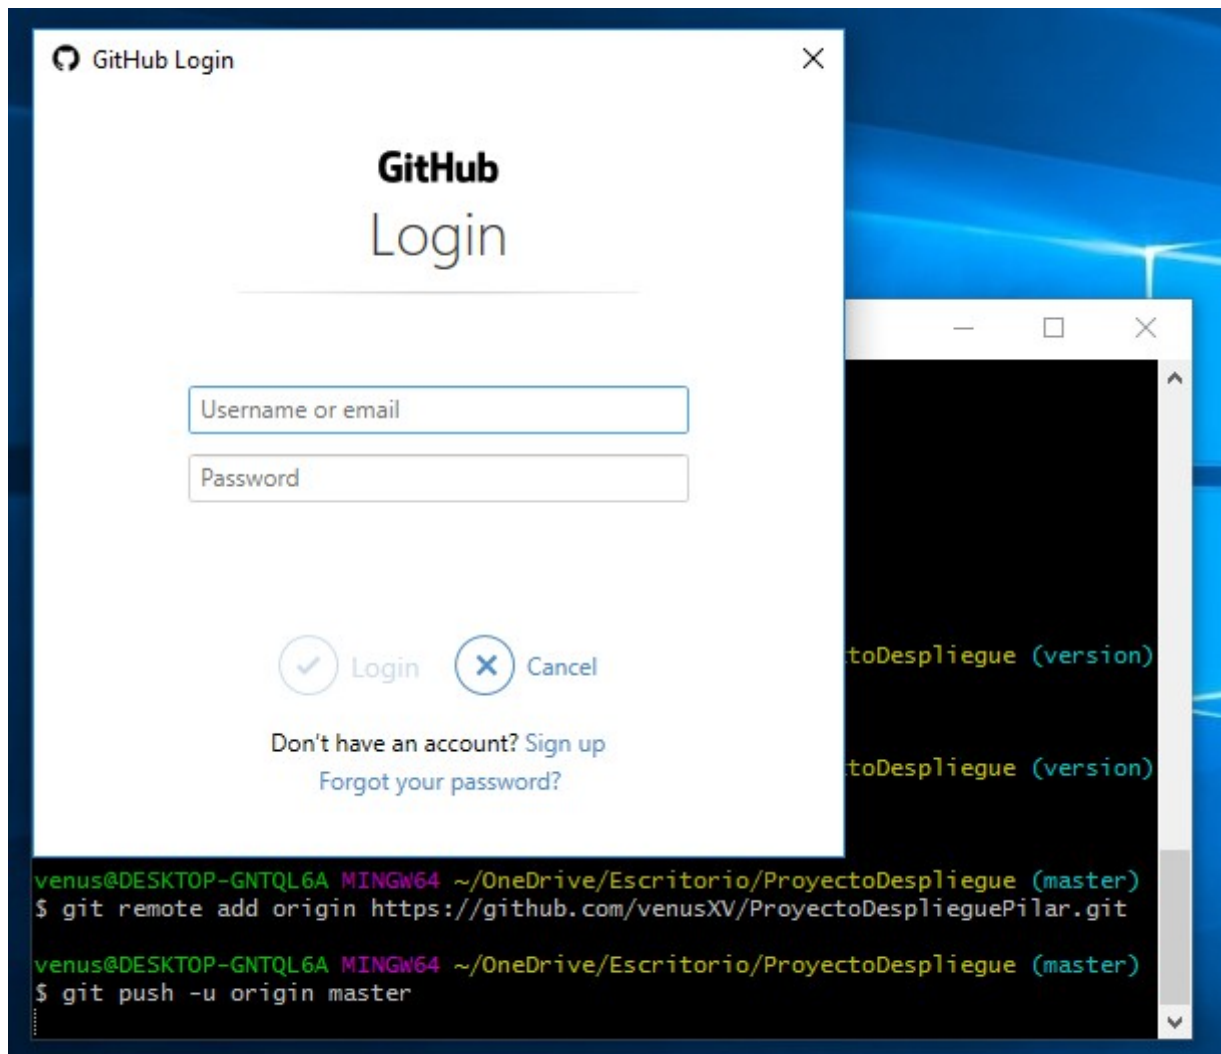 GitHub Login
GitHub
Login
Username or email
Password
Login
Cancel
Don't have an account? Sign up
Forgot your password?
toDespliegue (version)
toDespliegue (version)
venus@DESKTOP-GNTQL6A MINGW64 ~/OneDrive/Escritorio/ProyectoDespliegue (master)
$ git remote add origin https://github.com/venusXV/ProyectoDesplieguePilar.git
venus@DESKTOP-GNTQL6A MINGW64 ~/OneDrive/Escritorio/ProyectoDespliegue (master)
$ git push -u origin master